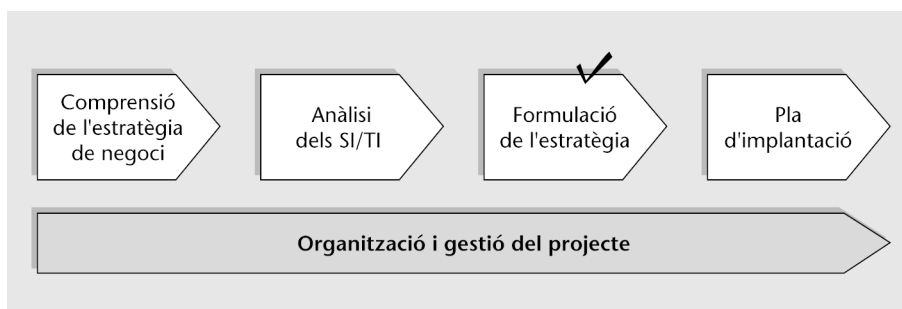 Comprensió
de l'estratègia
de negoci
Anàlisi
dels SI/TI
Formulació
de l'estratègia
Pla
d'implantació
Organització i gestió del projecte